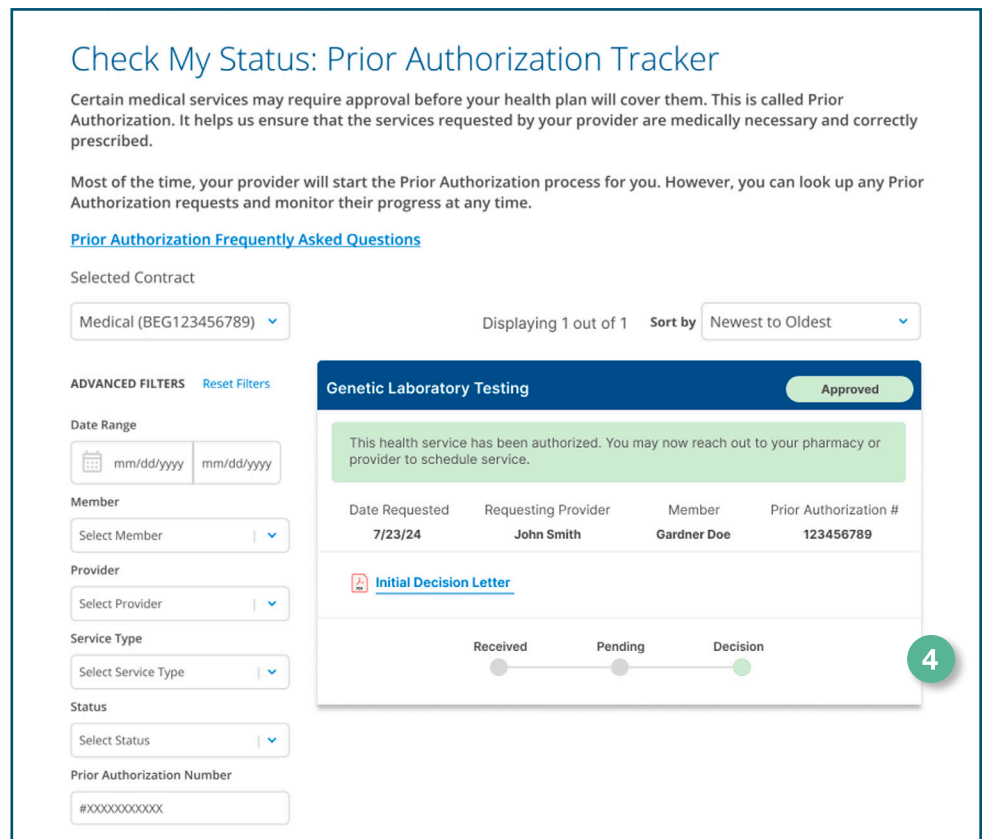 Check My Status: Prior Authorization Tracker
Certain medical services may require approval before your health plan will cover them. This is called Prior
Authorization. It helps us ensure that the services requested by your provider are medically necessary and correctly
prescribed.
Most of the time, your provider will start the Prior Authorization process for you. However, you can look up any Prior
Authorization requests and monitor their progress at any time.
Prior Authorization Frequently Asked Questions
Selected Contract
Medical (BEG123456789)
Displaying 1 out of 1 Sort by Newest to Oldest
ADVANCED FILTERS Reset Filters
Date Range
mm/dd/yyyy mm/dd/yyyy
Member
Select Member
Provider
Select Provider
Service Type
Select Service Type
Status
Select Status
Prior Authorization Number
#XXXXXXXXXXX
Genetic Laboratory Testing Approved
This health service has been authorized. You may now reach out to your pharmacy or
provider to schedule service.
Date Requested Requesting Provider Member Prior Authorization #
7/23/24 John Smith Gardner Doe 123456789
PDF Initial Decision Letter
Received Pending Decision
4